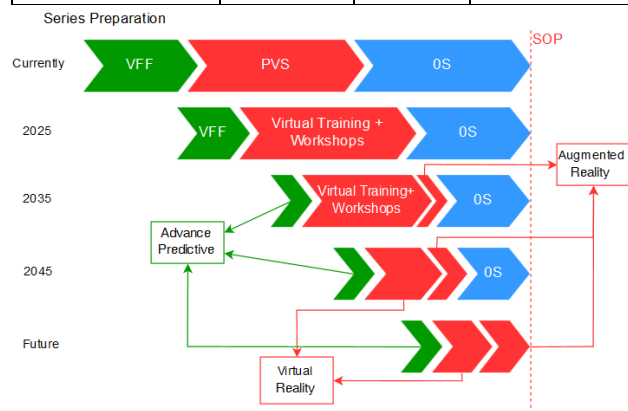 Series Preparation
SOP
Currently
VFF
PVS
0S
2025
VFF
Virtual Training +
Workshops
0S
Augmented
Reality
2035
Virtual Training+
Workshops
0S
Advance
Predictive
2045
0S
Future
Virtual
Reality